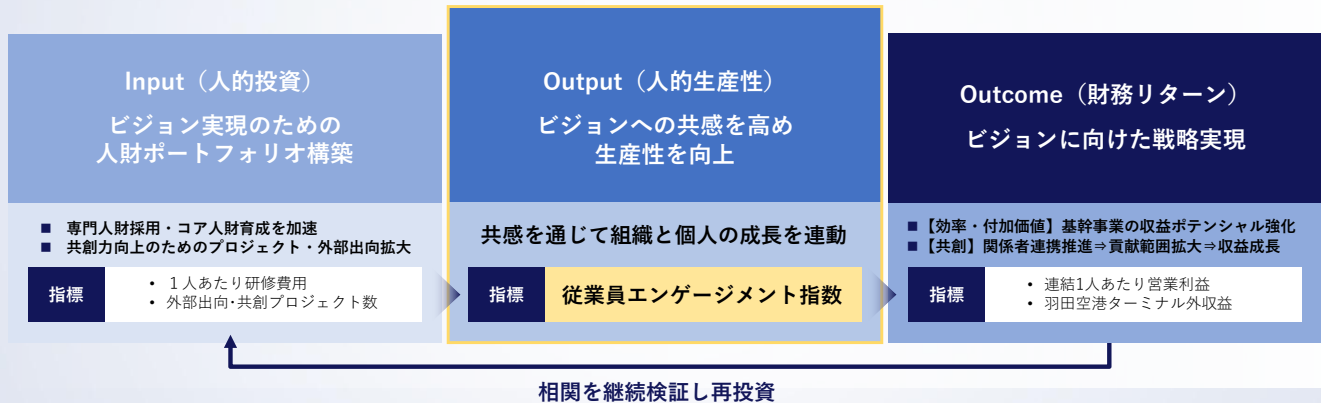 Input（人的投資）
ビジョン実現のための
人財ポートフォリオ構築
■ 専門人財採用・コア人財育成を加速
■ 共創力向上のためのプロジェクト・外部出向拡大
指標
• １人あたり研修費用
• 外部出向･共創プロジェクト数
Output（人的生産性）
ビジョンへの共感を高め
生産性を向上
共感を通じて組織と個人の成長を連動
指標
従業員エンゲージメント指数
Outcome（財務リターン）
ビジョンに向けた戦略実現
■【効率・付加価値】基幹事業の収益ポテンシャル強化
■【共創】関係者連携推進⇒貢献範囲拡大⇒収益成長
指標
• 連結1人あたり営業利益
• 羽田空港ターミナル外収益
相関を継続検証し再投資